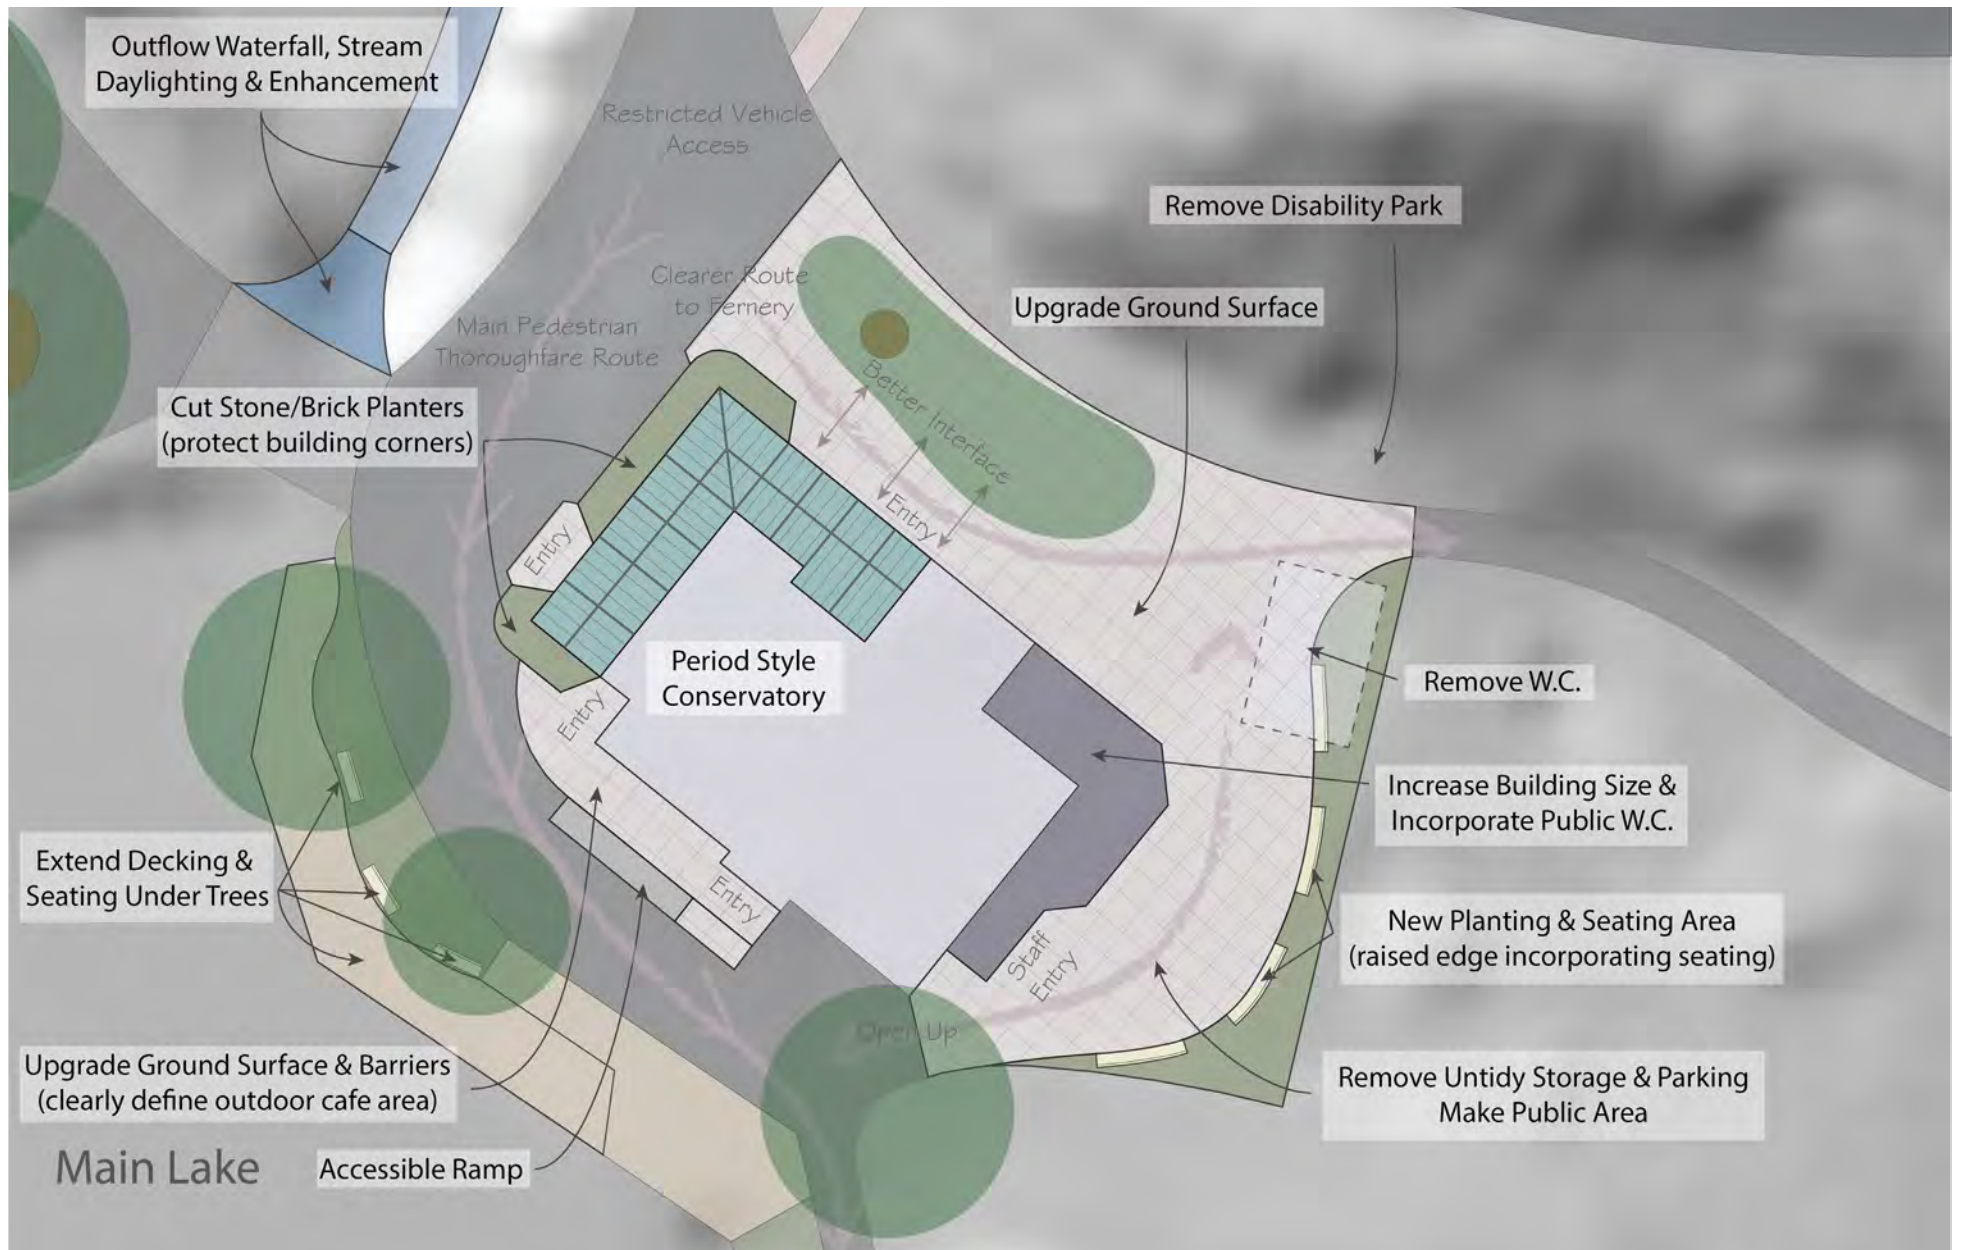 Outflow Waterfall, Stream
Daylighting & Enhancement
Restricted Vehicle
Access
Remove Disability Park
Clearer Route
to Fernery
Upgrade Ground Surface
Main Pedestrian
Thoroughfare Route
Better Interface
Cut Stone/Brick Planters
(protect building corners)
Entry
Entry
Period Style
Conservatory
Remove W.C.
Entry
Increase Building Size &
Incorporate Public W.C.
Extend Decking &
Seating Under Trees
Entry
New Planting & Seating Area
(raised edge incorporating seating)
Staff
Entry
Open Up
Upgrade Ground Surface & Barriers
(clearly define outdoor cafe area)
Remove Untidy Storage & Parking
Make Public Area
Main Lake
Accessible Ramp